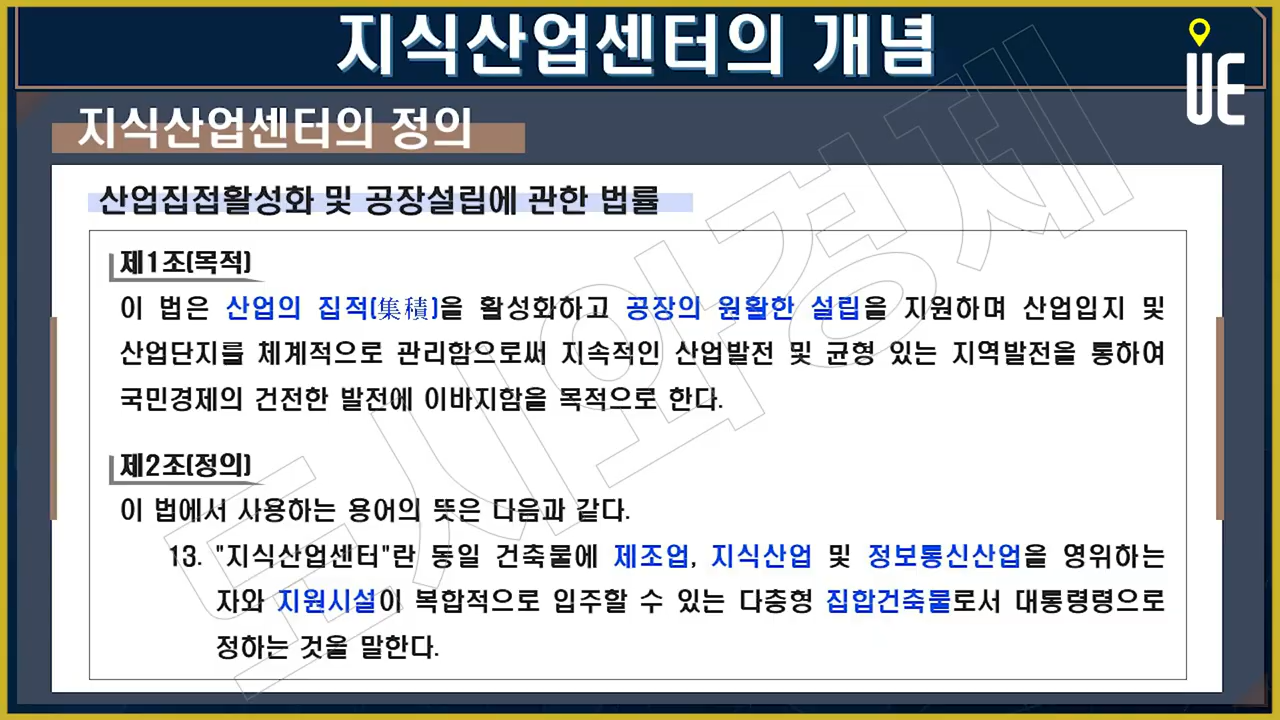 지식산업센터의 개념
UE
지식산업센터의 정의
산업집접활성화 및 공장설립에 관한 법률
제1조(목적)
이 법은 산업의 집적(集積)을 활성화하고 공장의 원활한 설립을 지원하며 산업입지 및
산업단지를 체계적으로 관리함으로써 지속적인 산업발전 및 균형 있는 지역발전을 통하여
국민경제의 건전한 발전에 이바지함을 목적으로 한다.
제2조(정의)
이 법에서 사용하는 용어의 뜻은 다음과 같다.
13. "지식산업센터"란 동일 건축물에 제조업, 지식산업 및 정보통신산업을 영위하는
자와 지원시설이 복합적으로 입주할 수 있는 다층형 집합건축물로서 대통령령으로
정하는 것을 말한다.
도시와경제